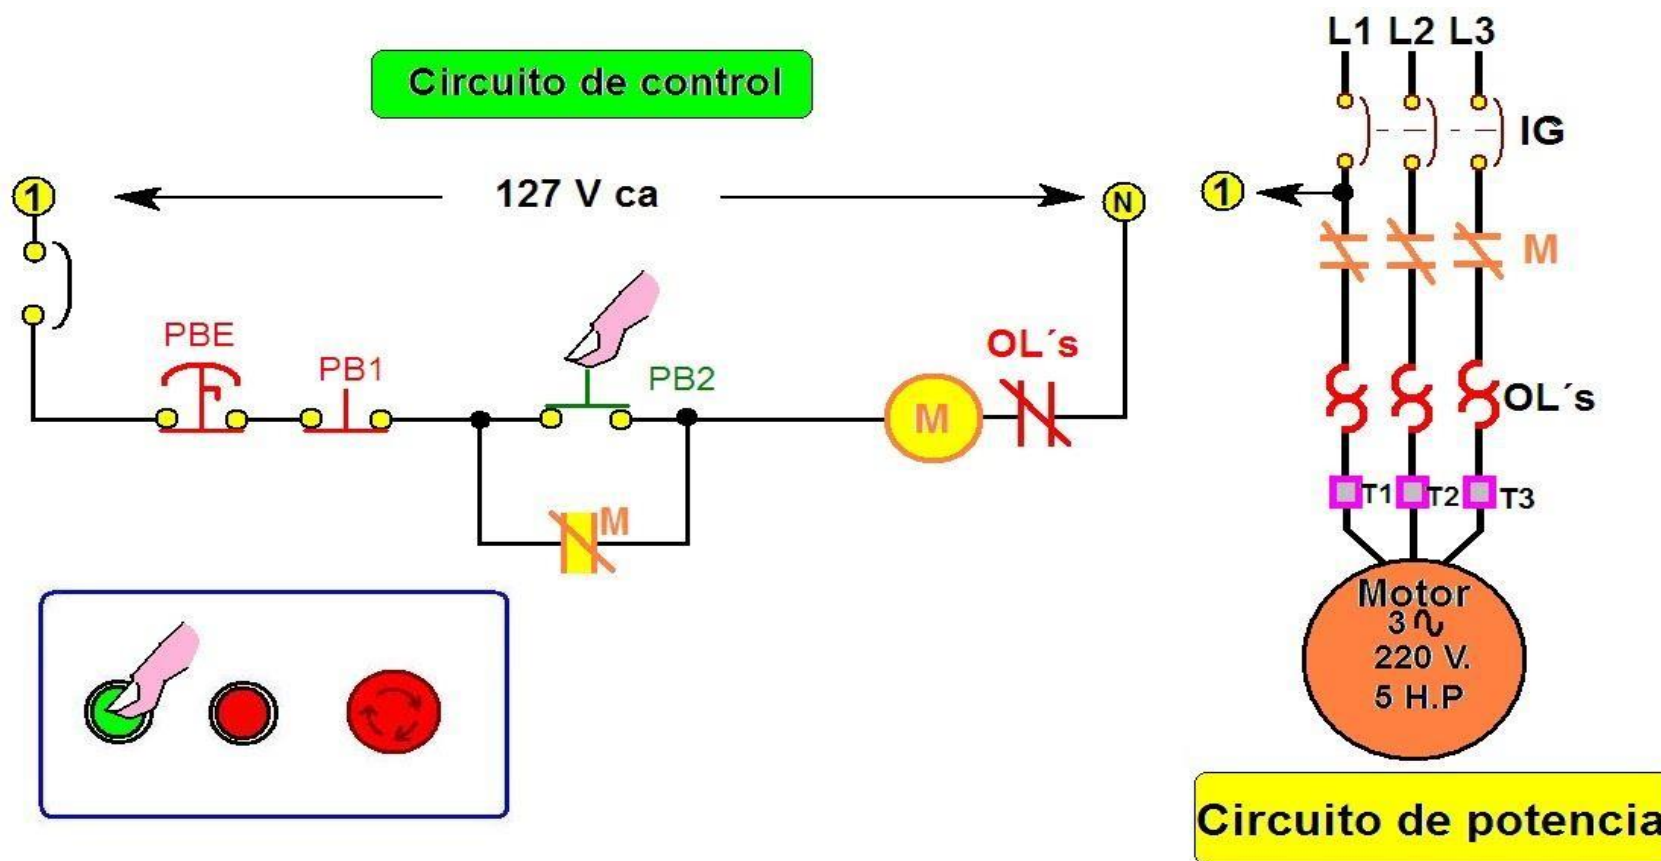 Circuito de control
L1 L2 L3
IG
1
127 V ca
N
1
M
PBE
PB1
PB2
OL´s
M
OL´s
M
T1
T2
T3
Motor
3
220 V.
5 H.P
Circuito de potencia